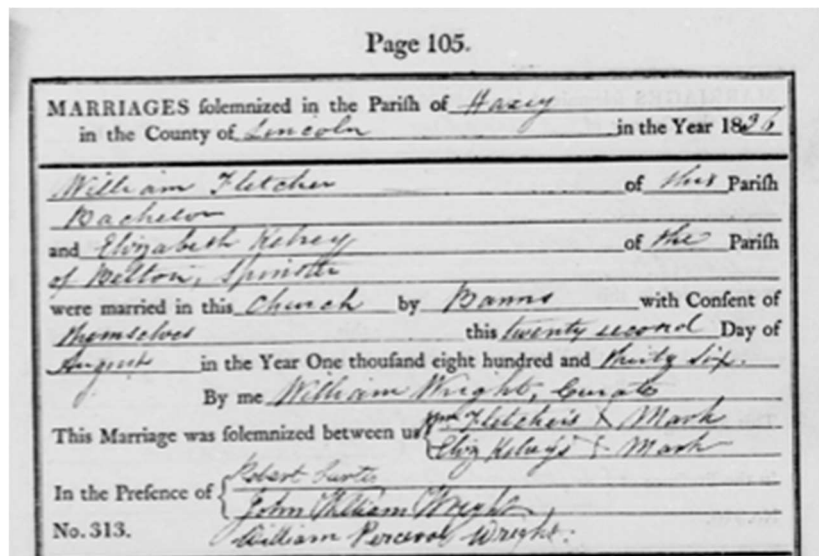 Page 105.
MARRIAGES solemnized in the Parish of Haxey
in the County of Lincoln in the Year 1836
William Fletcher of this Parish
Bachelor
and Elizabeth Kelsey of the Parish
of Belton, Spinster
were married in this Church by Banns with Consent of
themselves this twenty second Day of
August in the Year One thousand eight hundred and thirty six.
By me William Wright, Curate
This Marriage was solemnized between us { Wm Fletcher's X Mark
Eliz Kelsey's X Mark
In the Presence of { Robert
John William Wright
No. 313. William Perceval Wright.